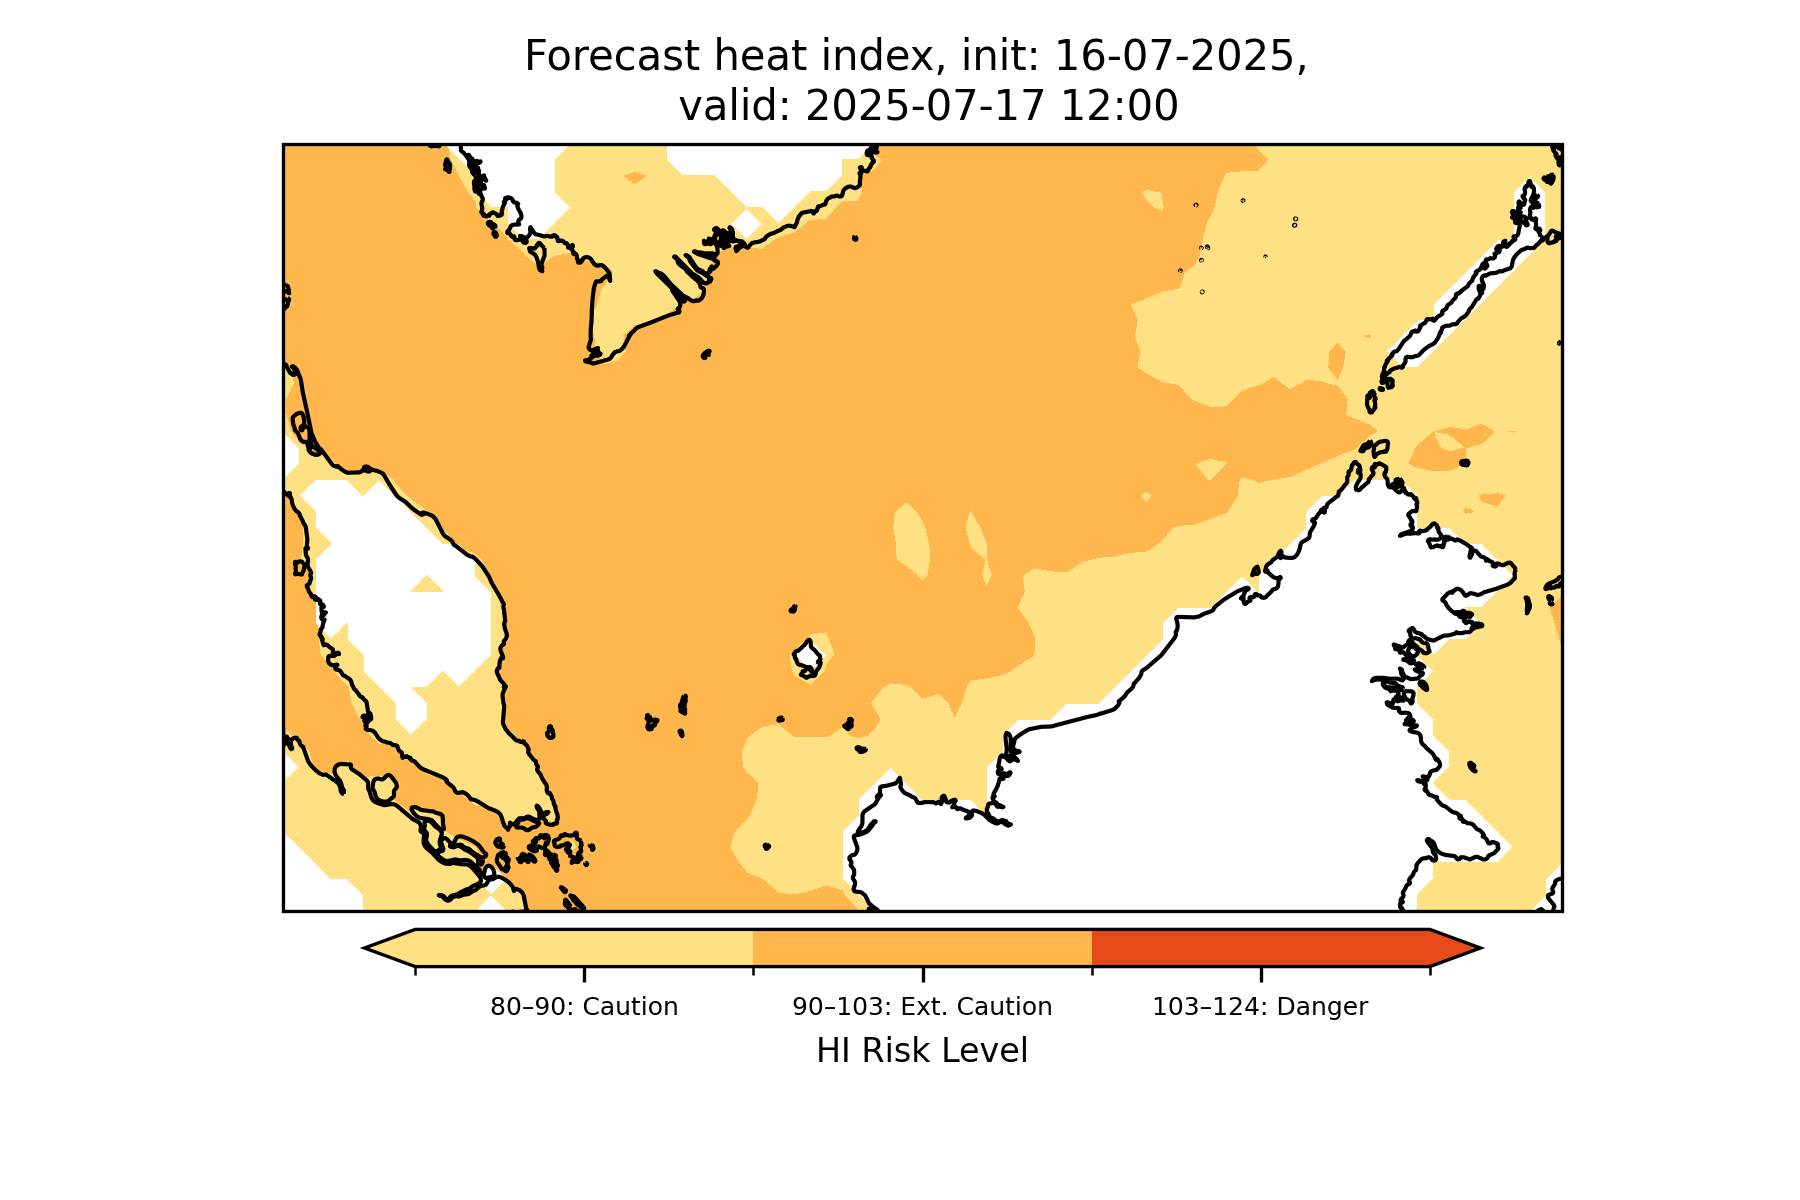 Forecast heat index, init: 16-07-2025,
valid: 2025-07-17 12:00
80–90: Caution
90–103: Ext. Caution
103–124: Danger
HI Risk Level